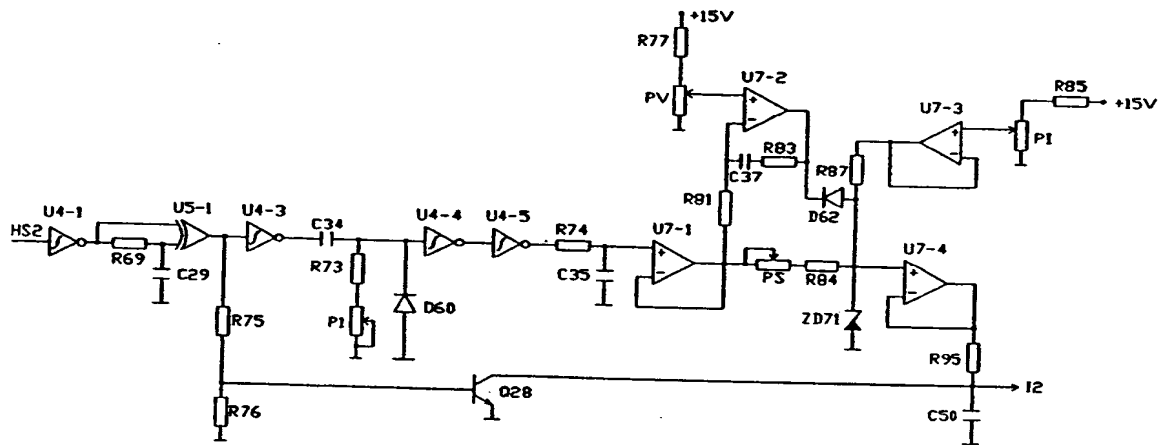 +15V
R77
U7-2
PV
R85
+15V
U7-3
PI
R83
C37
R87
R81
D62
U4-1
U5-1
U4-3
C34
U4-4
U4-5
R74
U7-1
U7-4
HS2
R69
C29
R73
C35
PS
R84
D60
PI
ZD71
R75
R95
Q28
I2
R76
C50
+
-
+
-
+
-
+
-